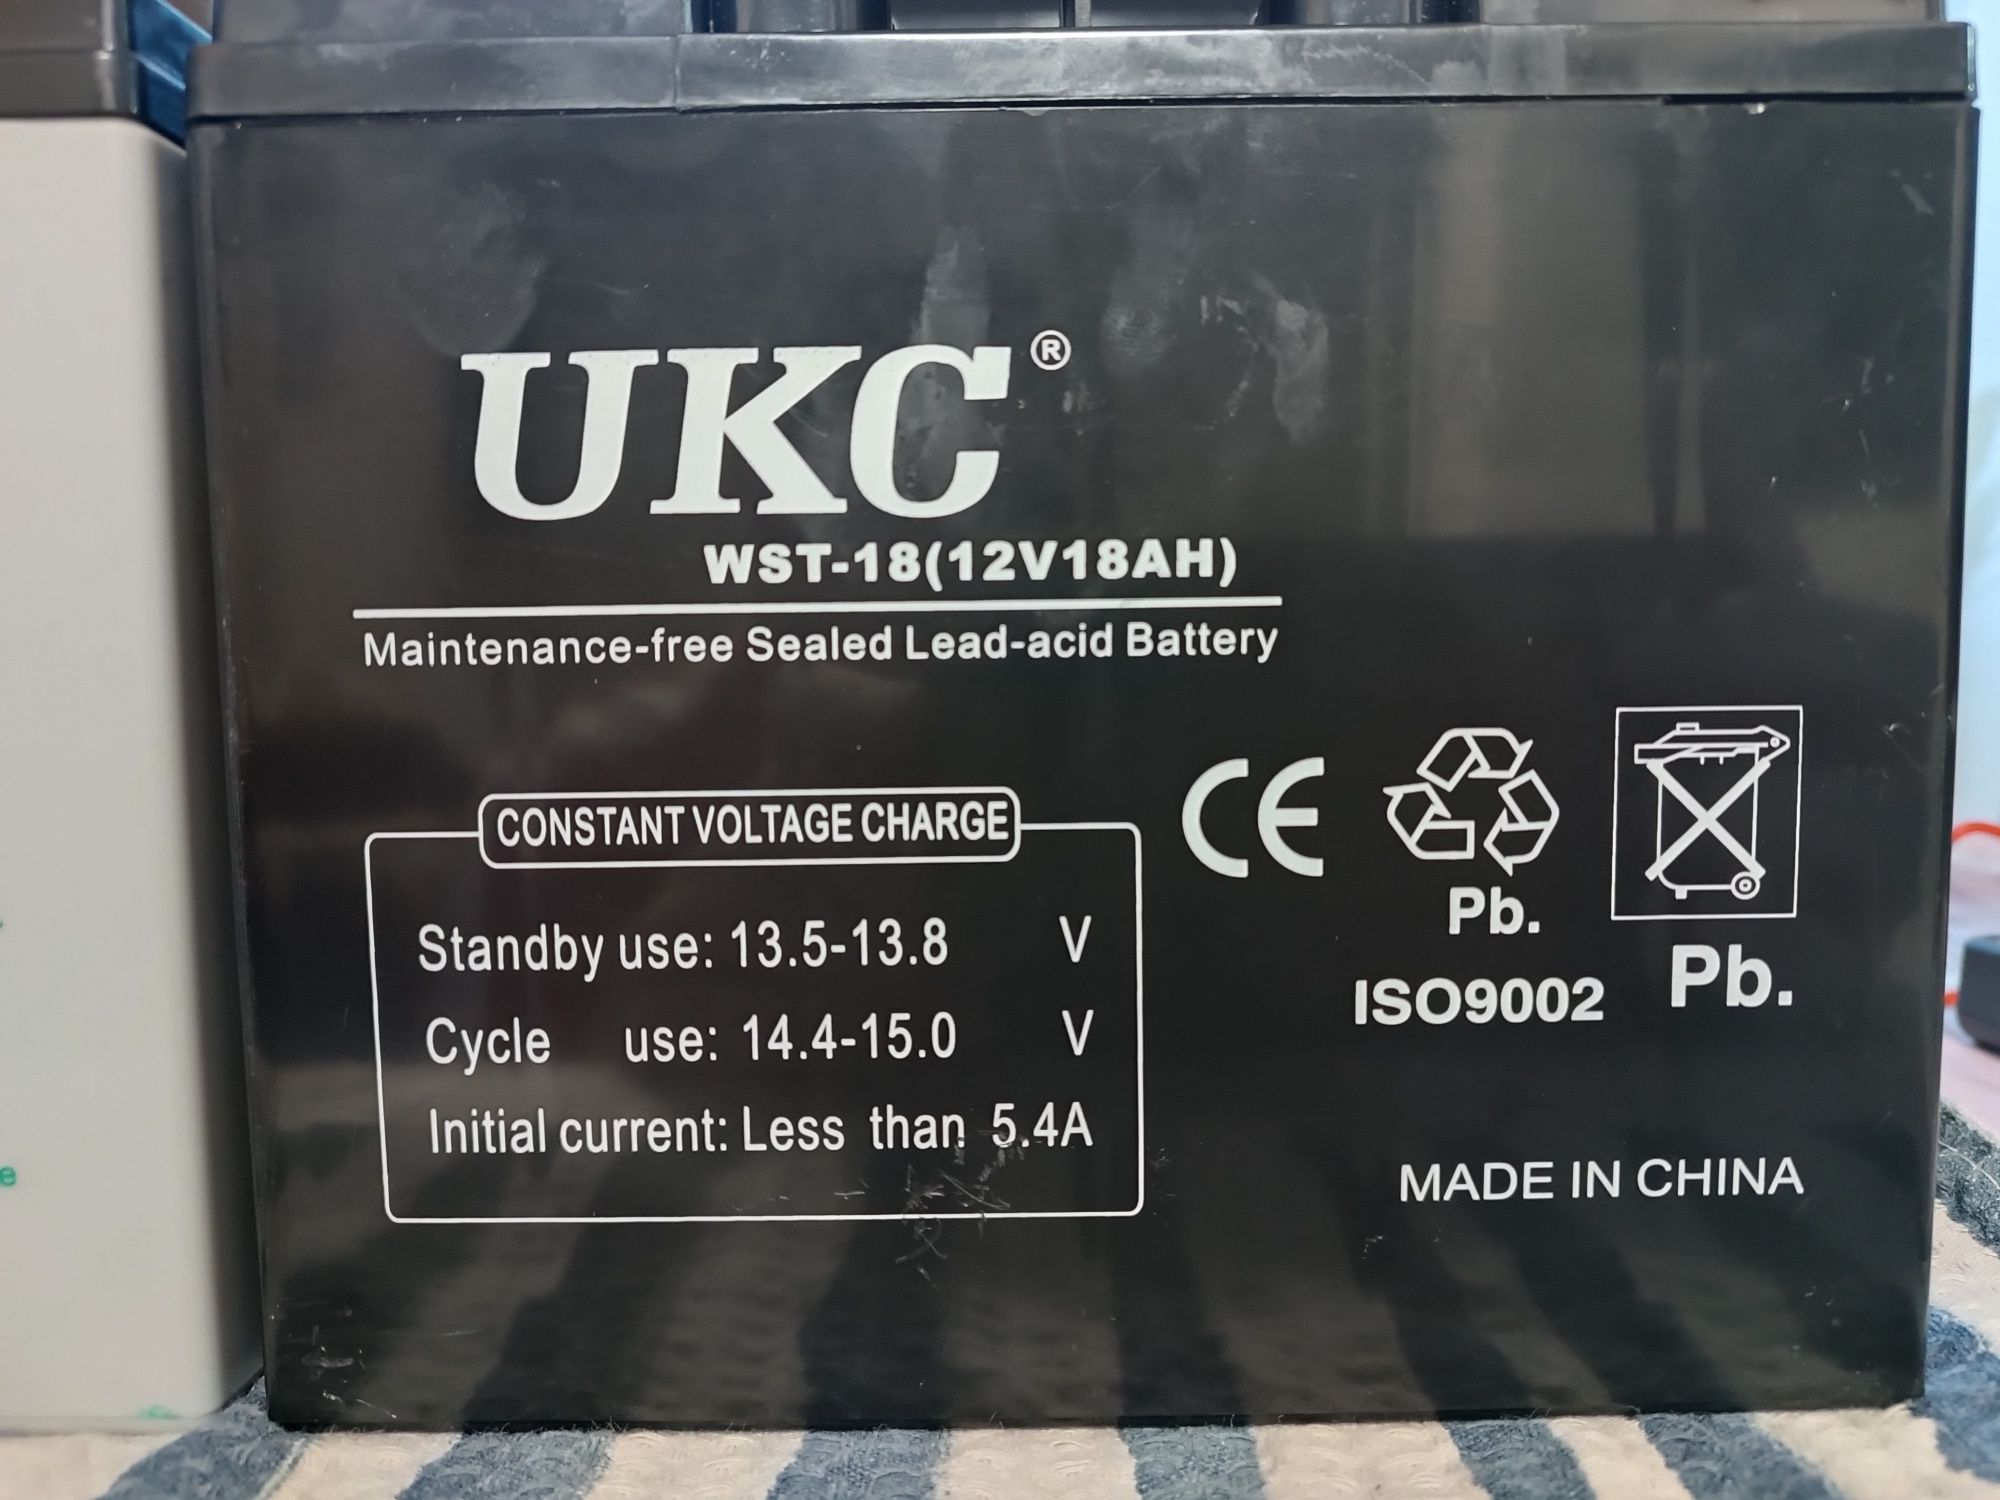 UKC®
WST-18(12V18AH)
Maintenance-free Sealed Lead-acid Battery
CONSTANT VOLTAGE CHARGE
Standby use: 13.5-13.8 V
Cycle use: 14.4-15.0 V
Initial current: Less than 5.4A
CE
Pb.
ISO9002
Pb.
MADE IN CHINA